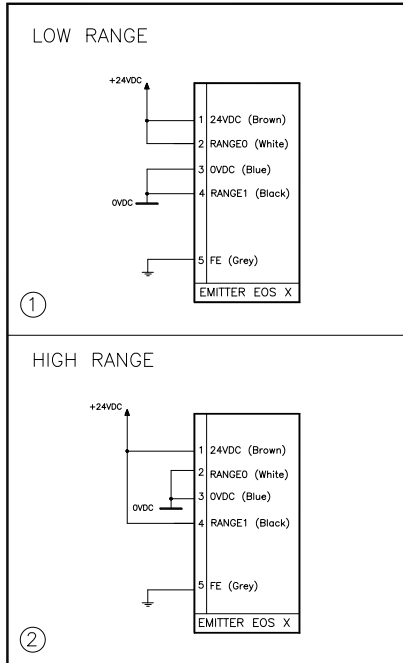 LOW RANGE
+24VDC
1 24VDC (Brown)
2 RANGE0 (White)
3 0VDC (Blue)
4 RANGE1 (Black)
0VDC
5 FE (Grey)
EMITTER EOS X
1
HIGH RANGE
+24VDC
1 24VDC (Brown)
2 RANGE0 (White)
3 0VDC (Blue)
0VDC
4 RANGE1 (Black)
5 FE (Grey)
EMITTER EOS X
2